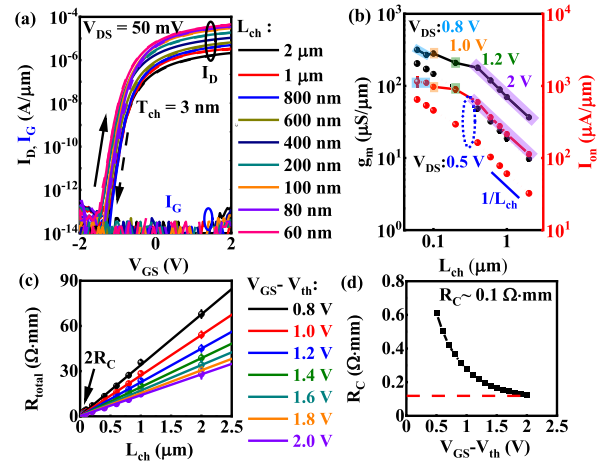 (a)
V_DS = 50 mV
T_ch = 3 nm
I_D
I_G
I_D, I_G (A/μm)
10^-4
10^-6
10^-8
10^-10
10^-12
10^-14
-2
0
2
V_GS (V)
L_ch :
2 μm
1 μm
800 nm
600 nm
400 nm
200 nm
100 nm
80 nm
60 nm
(b)
V_DS: 0.8 V
1.0 V
1.2 V
2 V
V_DS: 0.5 V
1/L_ch
g_m (μS/μm)
10^3
10^2
10^1
10^0
I_on (μA/μm)
10^4
10^3
10^2
10^1
0.1
1
L_ch (μm)
(c)
2R_C
R_total (Ω·mm)
90
60
30
0
0.0
0.5
1.0
1.5
2.0
2.5
L_ch (μm)
V_GS- V_th:
0.8 V
1.0 V
1.2 V
1.4 V
1.6 V
1.8 V
2.0 V
(d)
R_C~ 0.1 Ω·mm
R_C (Ω·mm)
0.8
0.6
0.4
0.2
0.0
0.0
0.5
1.0
1.5
2.0
2.5
V_GS-V_th (V)